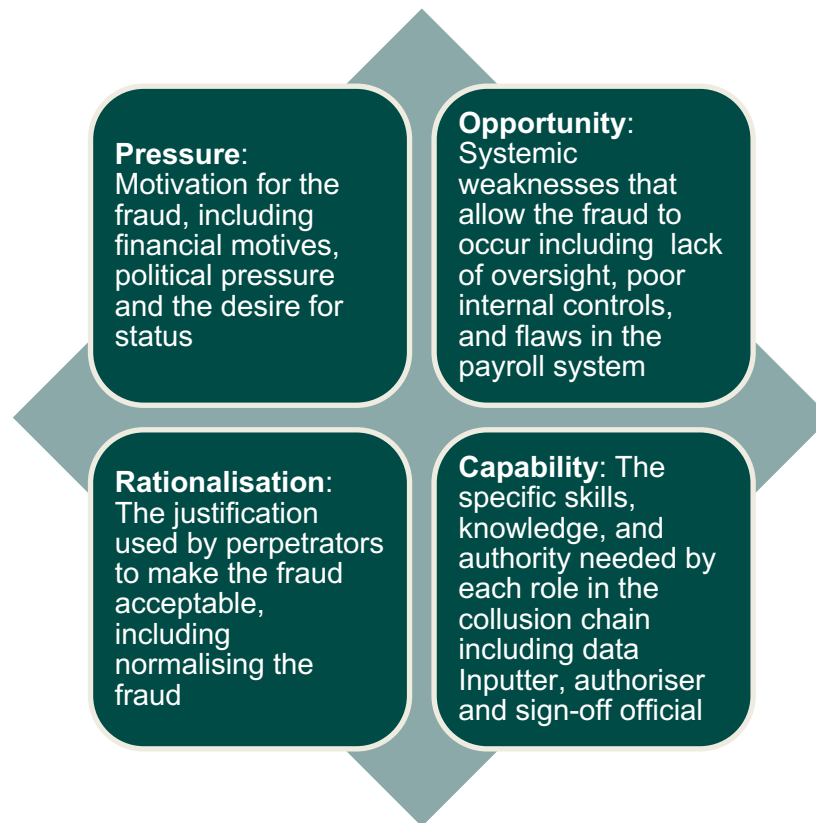 Pressure:
Motivation for the
fraud, including
financial motives,
political pressure
and the desire for
status
Opportunity:
Systemic
weaknesses that
allow the fraud to
occur including  lack
of oversight, poor
internal controls,
and flaws in the
payroll system
Rationalisation:
The justification
used by perpetrators
to make the fraud
acceptable,
including
normalising the
fraud
Capability: The
specific skills,
knowledge, and
authority needed by
each role in the
collusion chain
including data
Inputter, authoriser
and sign-off official